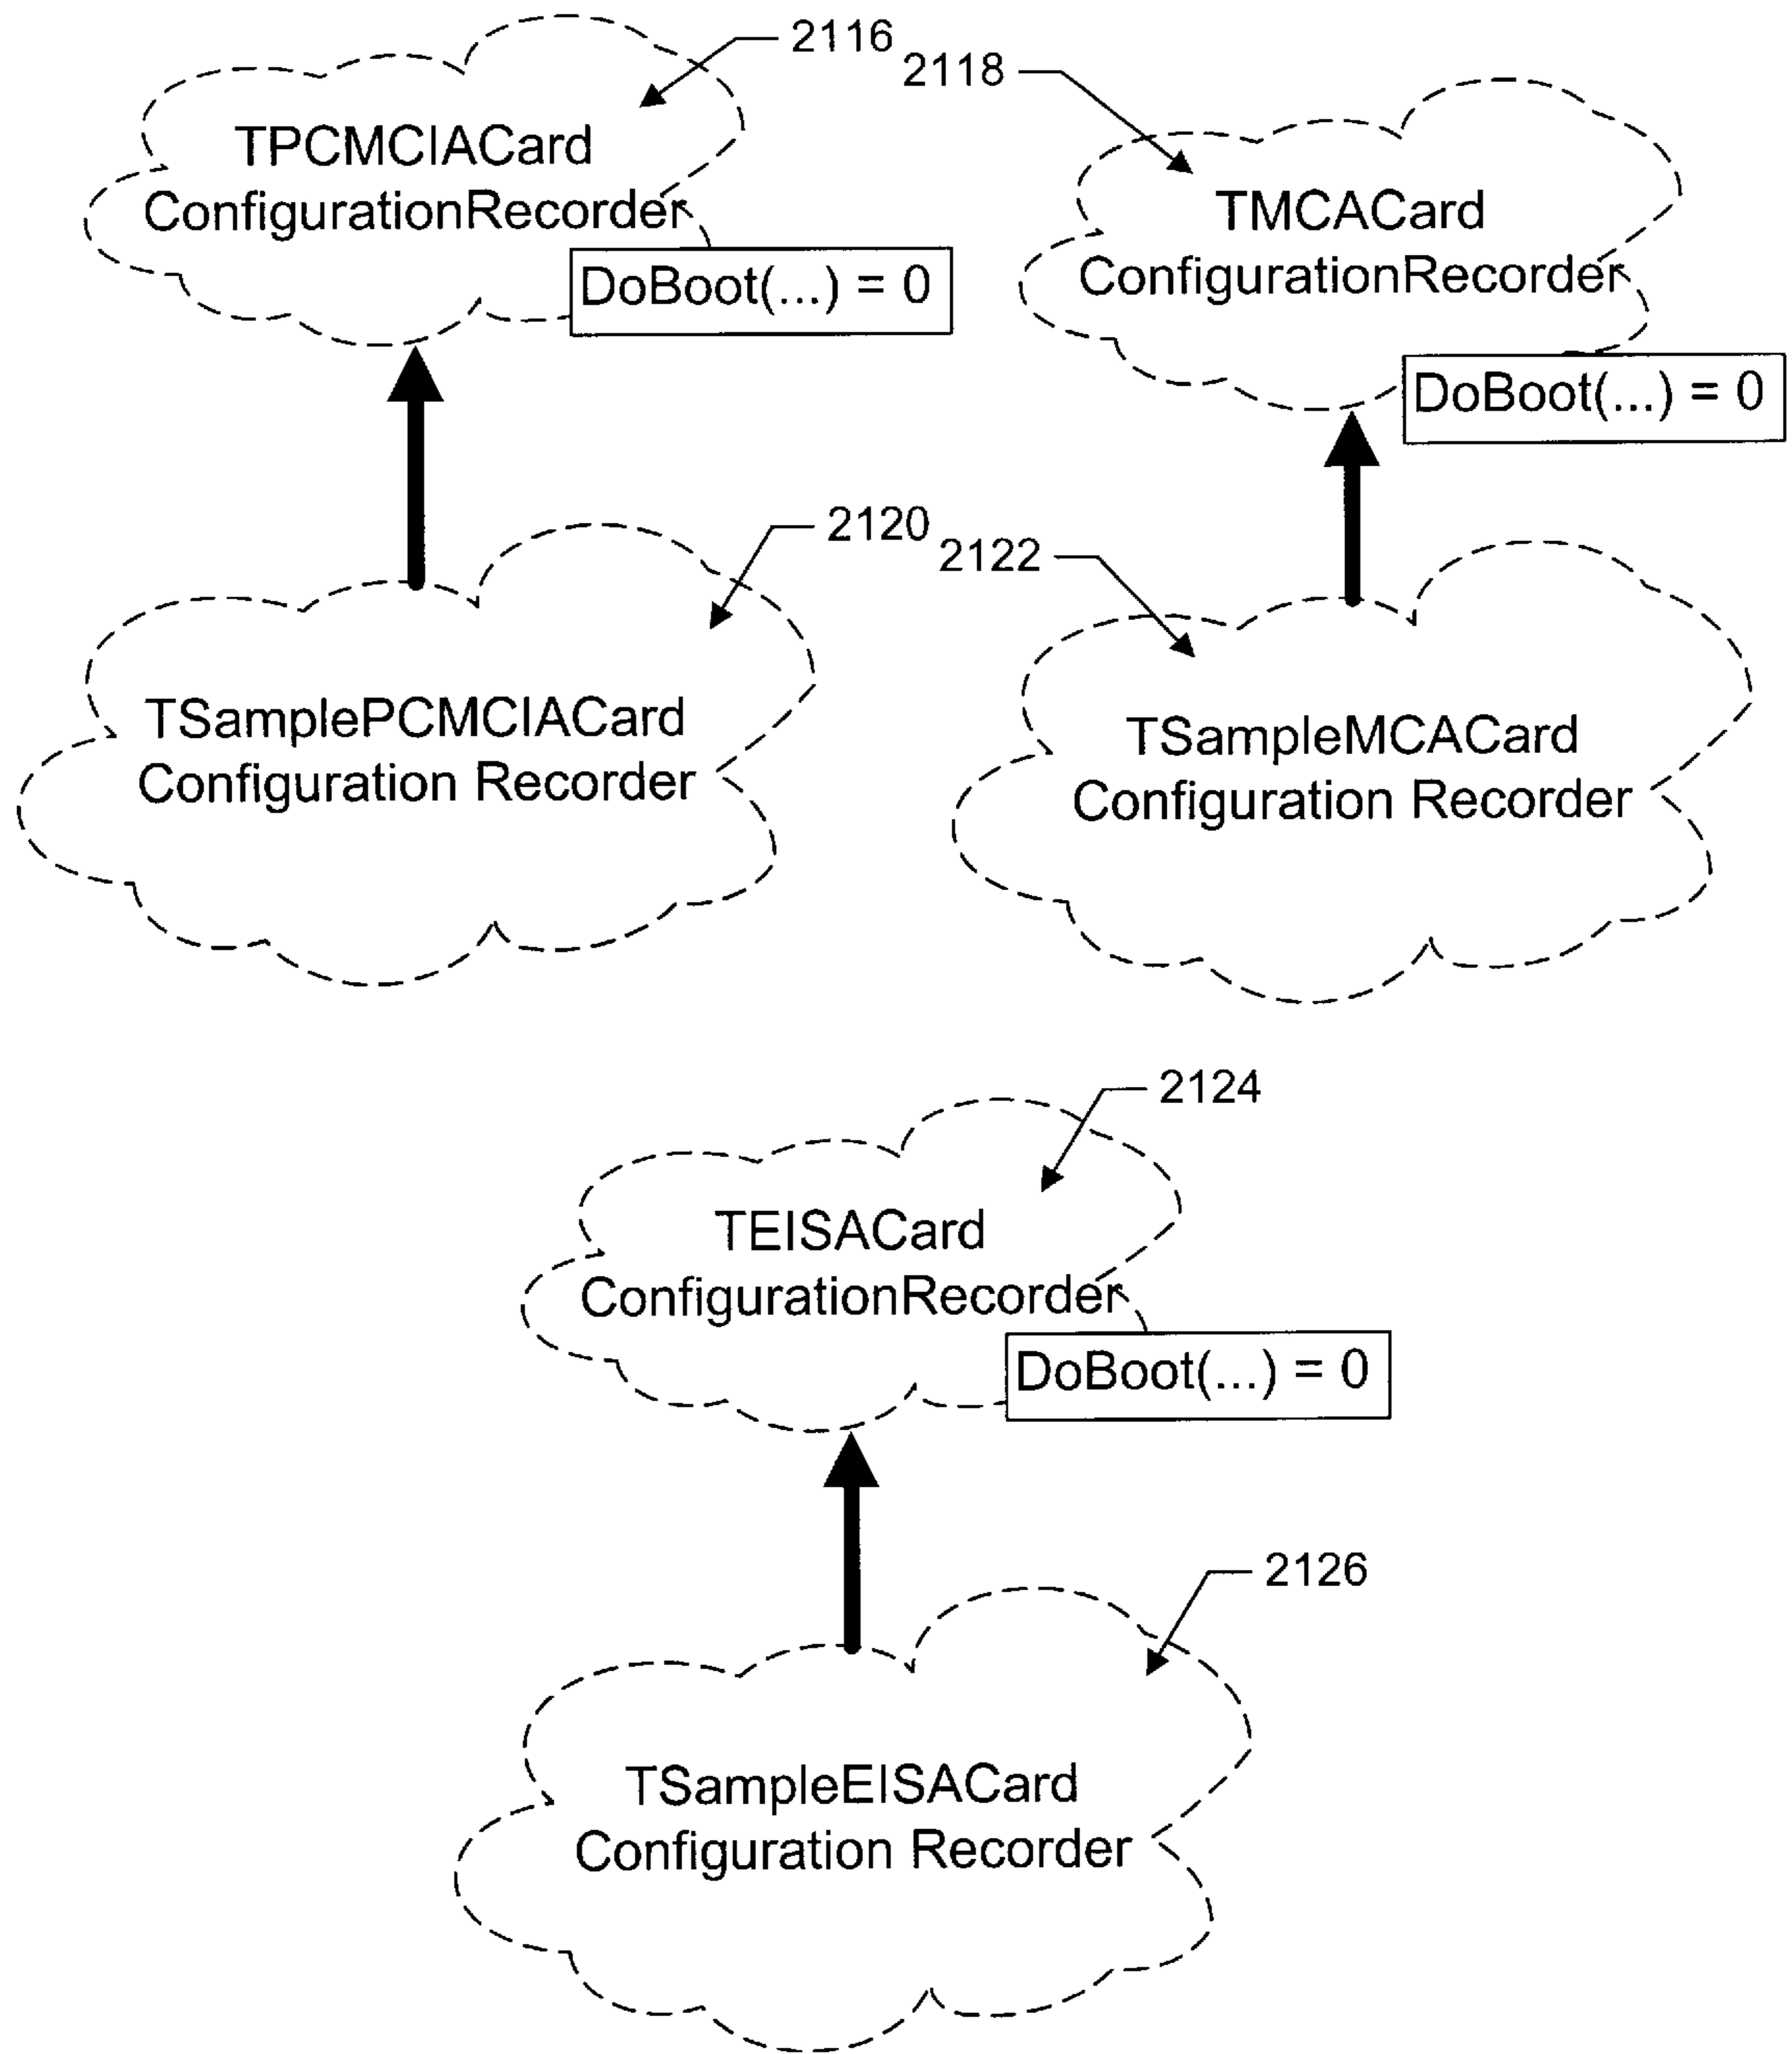 2116
2118
TPCMCIACard
ConfigurationRecorder
DoBoot(...) = 0
TMCACard
ConfigurationRecorder
DoBoot(...) = 0
2120
2122
TSamplePCMCIACard
Configuration Recorder
TSampleMCACard
Configuration Recorder
2124
TEISACard
ConfigurationRecorder
DoBoot(...) = 0
2126
TSampleEISACard
Configuration Recorder